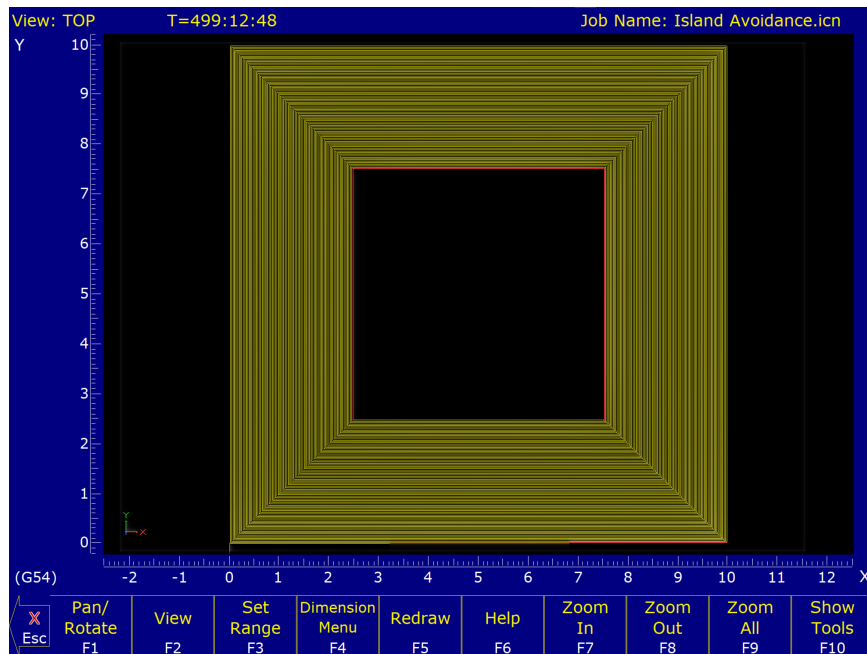 View: TOP T=499:12:48 Job Name: Island Avoidance.icn
Y
10
9
8
7
6
5
4
3
2
1
0
Y
X
(G54) -2 -1 0 1 2 3 4 5 6 7 8 9 10 11 12 X
X Pan/ Set Dimension Zoom Zoom Zoom Show
View Redraw Help
Esc Rotate Range Menu In Out All Tools
F1 F2 F3 F4 F5 F6 F7 F8 F9 F10